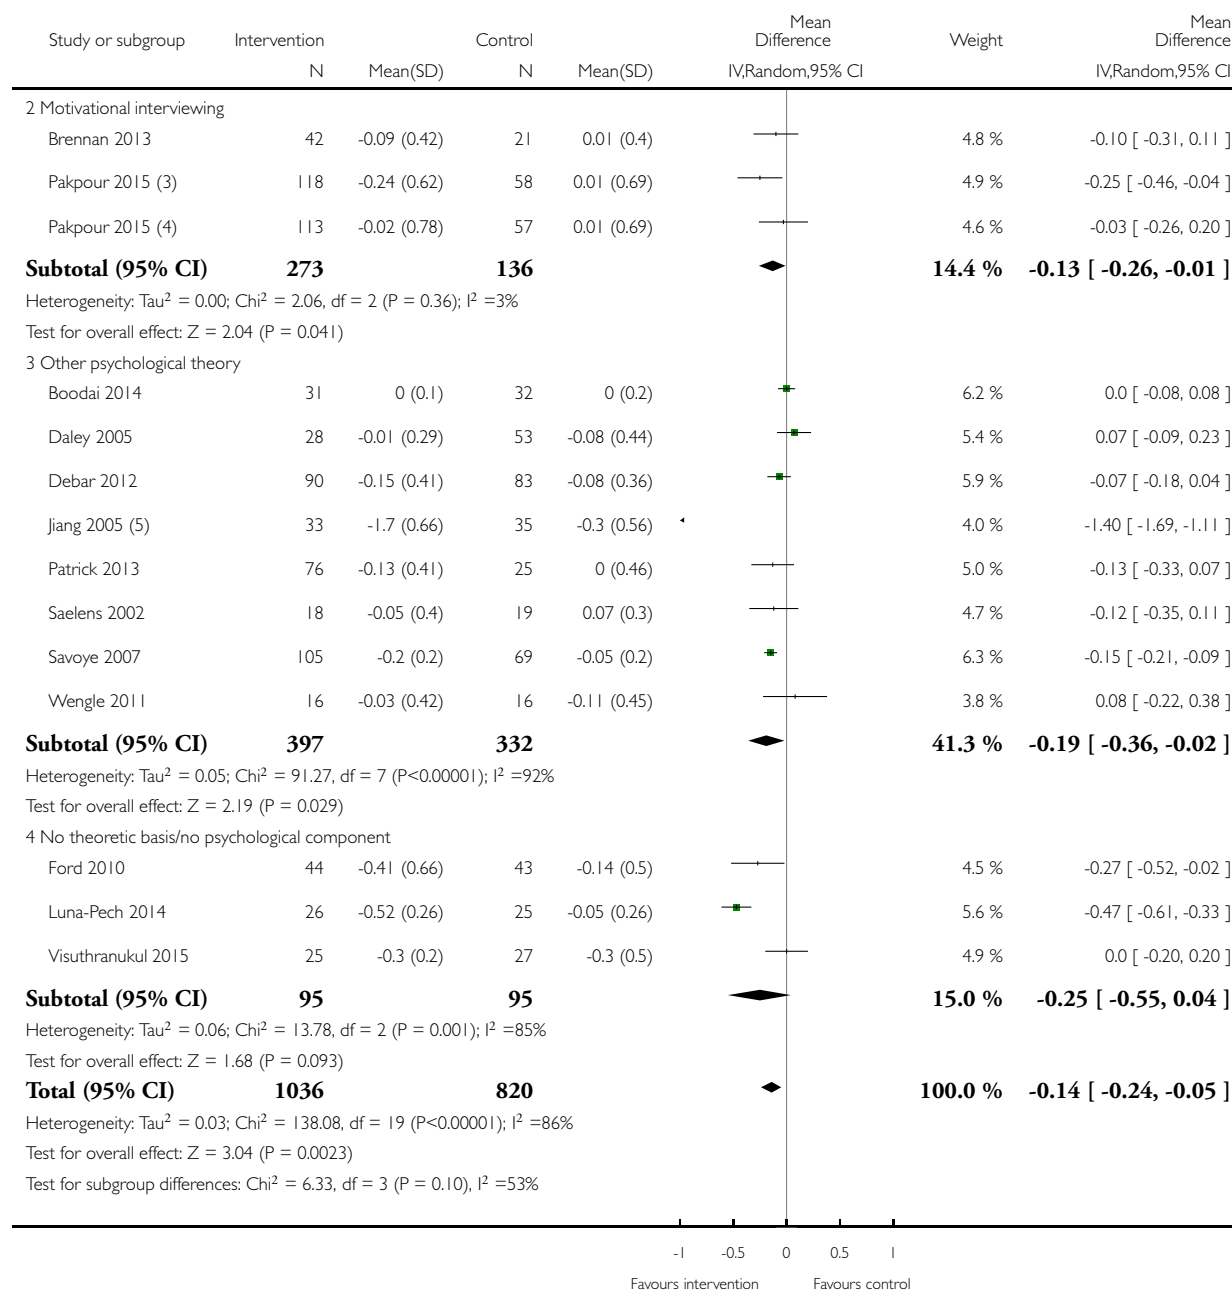 Study or subgroup Intervention Control Mean Difference Weight Mean Difference
N Mean(SD) N Mean(SD) IV,Random,95% CI IV,Random,95% CI
2 Motivational interviewing
Brennan 2013 42 -0.09 (0.42) 21 0.01 (0.4) 4.8 % -0.10 [ -0.31, 0.11 ]
Pakpour 2015 (3) 118 -0.24 (0.62) 58 0.01 (0.69) 4.9 % -0.25 [ -0.46, -0.04 ]
Pakpour 2015 (4) 113 -0.02 (0.78) 57 0.01 (0.69) 4.6 % -0.03 [ -0.26, 0.20 ]
Subtotal (95% CI) 273 136 14.4 % -0.13 [ -0.26, -0.01 ]
Heterogeneity: Tau² = 0.00; Chi² = 2.06, df = 2 (P = 0.36); I² =3%
Test for overall effect: Z = 2.04 (P = 0.041)
3 Other psychological theory
Boodai 2014 31 0 (0.1) 32 0 (0.2) 6.2 % 0.0 [ -0.08, 0.08 ]
Daley 2005 28 -0.01 (0.29) 53 -0.08 (0.44) 5.4 % 0.07 [ -0.09, 0.23 ]
Debar 2012 90 -0.15 (0.41) 83 -0.08 (0.36) 5.9 % -0.07 [ -0.18, 0.04 ]
Jiang 2005 (5) 33 -1.7 (0.66) 35 -0.3 (0.56) 4.0 % -1.40 [ -1.69, -1.11 ]
Patrick 2013 76 -0.13 (0.41) 25 0 (0.46) 5.0 % -0.13 [ -0.33, 0.07 ]
Saelens 2002 18 -0.05 (0.4) 19 0.07 (0.3) 4.7 % -0.12 [ -0.35, 0.11 ]
Savoye 2007 105 -0.2 (0.2) 69 -0.05 (0.2) 6.3 % -0.15 [ -0.21, -0.09 ]
Wengle 2011 16 -0.03 (0.42) 16 -0.11 (0.45) 3.8 % 0.08 [ -0.22, 0.38 ]
Subtotal (95% CI) 397 332 41.3 % -0.19 [ -0.36, -0.02 ]
Heterogeneity: Tau² = 0.05; Chi² = 91.27, df = 7 (P<0.00001); I² =92%
Test for overall effect: Z = 2.19 (P = 0.029)
4 No theoretic basis/no psychological component
Ford 2010 44 -0.41 (0.66) 43 -0.14 (0.5) 4.5 % -0.27 [ -0.52, -0.02 ]
Luna-Pech 2014 26 -0.52 (0.26) 25 -0.05 (0.26) 5.6 % -0.47 [ -0.61, -0.33 ]
Visuthranukul 2015 25 -0.3 (0.2) 27 -0.3 (0.5) 4.9 % 0.0 [ -0.20, 0.20 ]
Subtotal (95% CI) 95 95 15.0 % -0.25 [ -0.55, 0.04 ]
Heterogeneity: Tau² = 0.06; Chi² = 13.78, df = 2 (P = 0.001); I² =85%
Test for overall effect: Z = 1.68 (P = 0.093)
Total (95% CI) 1036 820 100.0 % -0.14 [ -0.24, -0.05 ]
Heterogeneity: Tau² = 0.03; Chi² = 138.08, df = 19 (P<0.00001); I² =86%
Test for overall effect: Z = 3.04 (P = 0.0023)
Test for subgroup differences: Chi² = 6.33, df = 3 (P = 0.10), I² =53%
-1 -0.5 0 0.5 1
Favours intervention Favours control